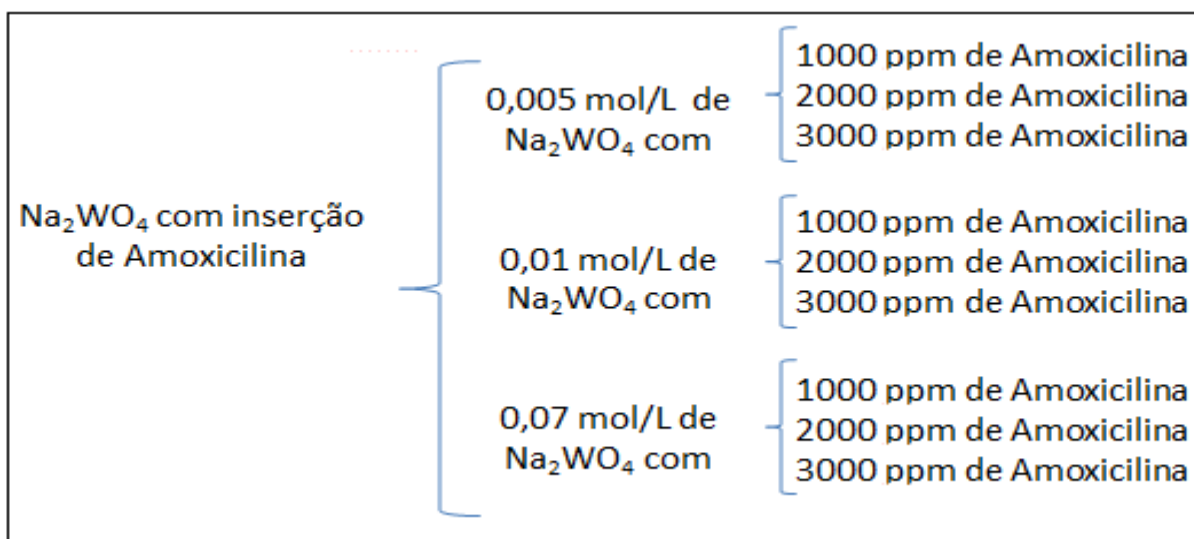 Na₂WO₄ com inserção
de Amoxicilina
0,005 mol/L de
Na₂WO₄ com
1000 ppm de Amoxicilina
2000 ppm de Amoxicilina
3000 ppm de Amoxicilina
0,01 mol/L de
Na₂WO₄ com
1000 ppm de Amoxicilina
2000 ppm de Amoxicilina
3000 ppm de Amoxicilina
0,07 mol/L de
Na₂WO₄ com
1000 ppm de Amoxicilina
2000 ppm de Amoxicilina
3000 ppm de Amoxicilina